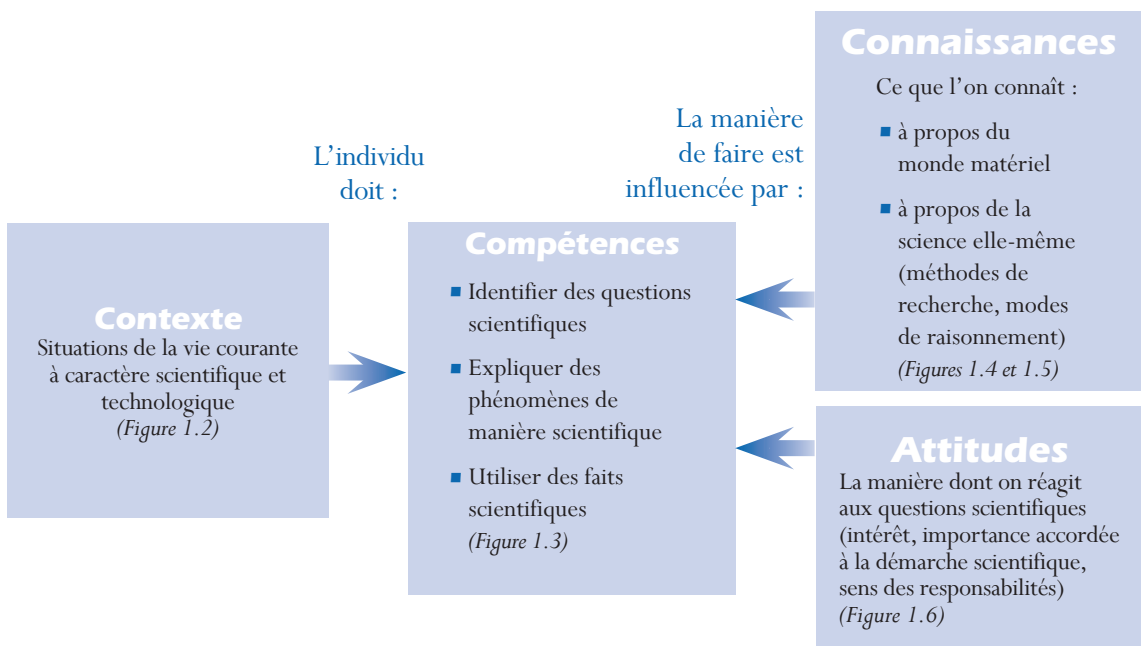 Contexte
Situations de la vie courante
à caractère scientifique et
technologique
(Figure 1.2)
L'individu
doit :
Compétences
■ Identifier des questions
scientifiques
■ Expliquer des
phénomènes de
manière scientifique
■ Utiliser des faits
scientifiques
(Figure 1.3)
La manière
de faire est
influencée par :
Connaissances
Ce que l'on connaît :
■ à propos du
monde matériel
■ à propos de la
science elle-même
(méthodes de
recherche, modes
de raisonnement)
(Figures 1.4 et 1.5)
Attitudes
La manière dont on réagit
aux questions scientifiques
(intérêt, importance accordée
à la démarche scientifique,
sens des responsabilités)
(Figure 1.6)